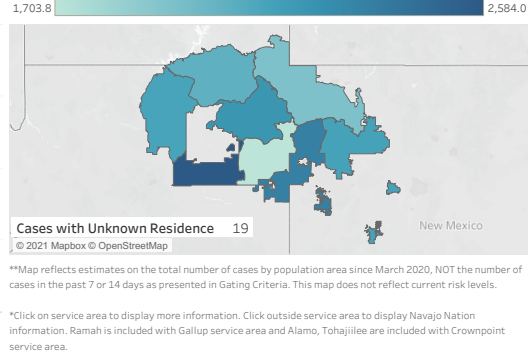 1,703.8 2,584.0
New Mexico
Cases with Unknown Residence 19
© 2021 Mapbox © OpenStreetMap
**Map reflects estimates on the total number of cases by population area since March 2020, NOT the number of
cases in the past 7 or 14 days as presented in Gating Criteria. This map does not reflect current risk levels.
*Click on service area to display more information. Click outside service area to display Navajo Nation
information. Ramah is included with Gallup service area and Alamo, Tohajiilee are included with Crownpoint
service area.